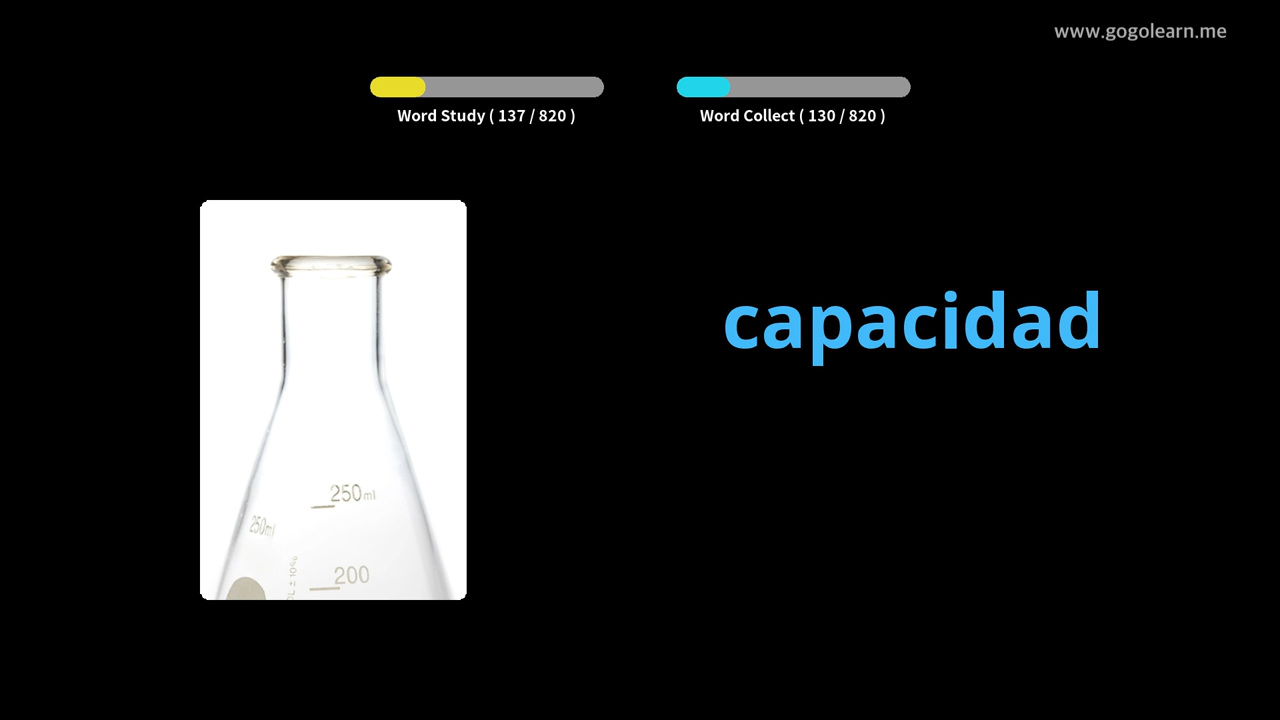 www.gogolearn.me
Word Study ( 137 / 820 )
Word Collect ( 130 / 820 )
capacidad
250ml
250ml
200